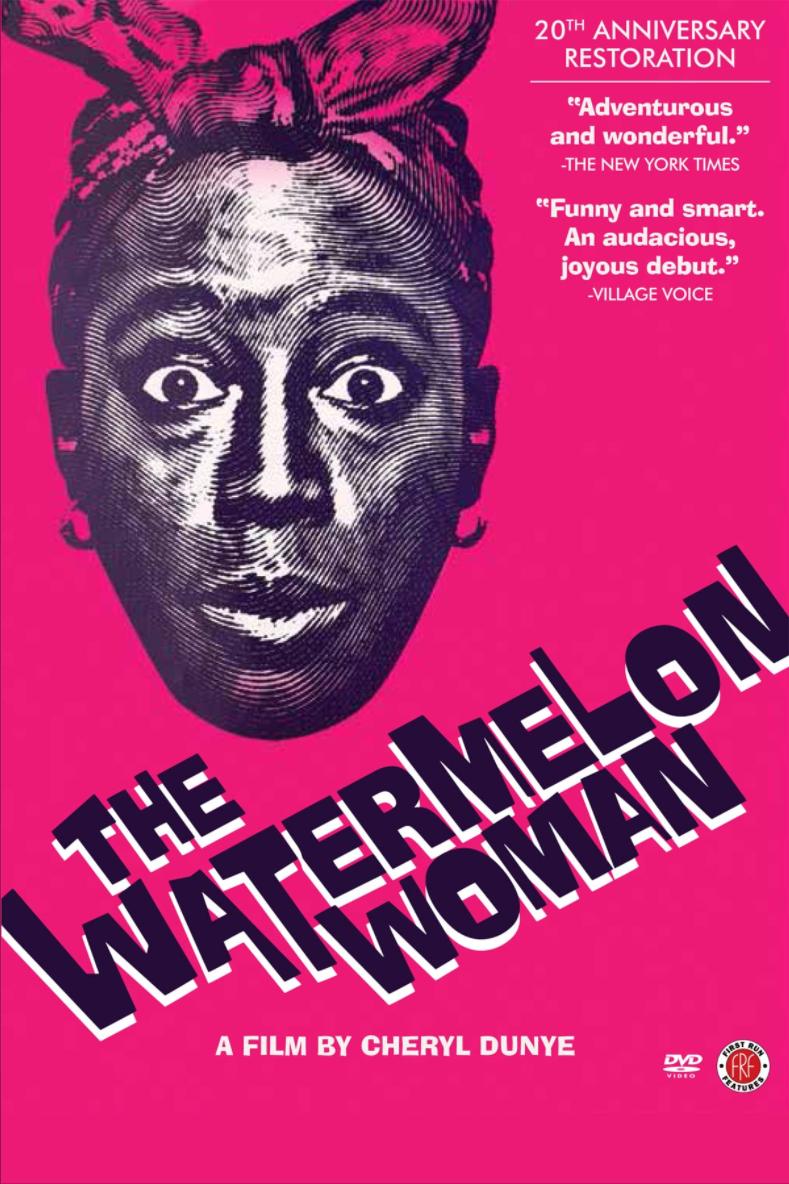 20TH ANNIVERSARY
RESTORATION
“Adventurous
and wonderful.”
-THE NEW YORK TIMES
“Funny and smart.
An audacious,
joyous debut.”
-VILLAGE VOICE
THE
WATERMELON
WOMAN
A FILM BY CHERYL DUNYE
DVD
VIDEO
FIRST RUN
FRF
FEATURES